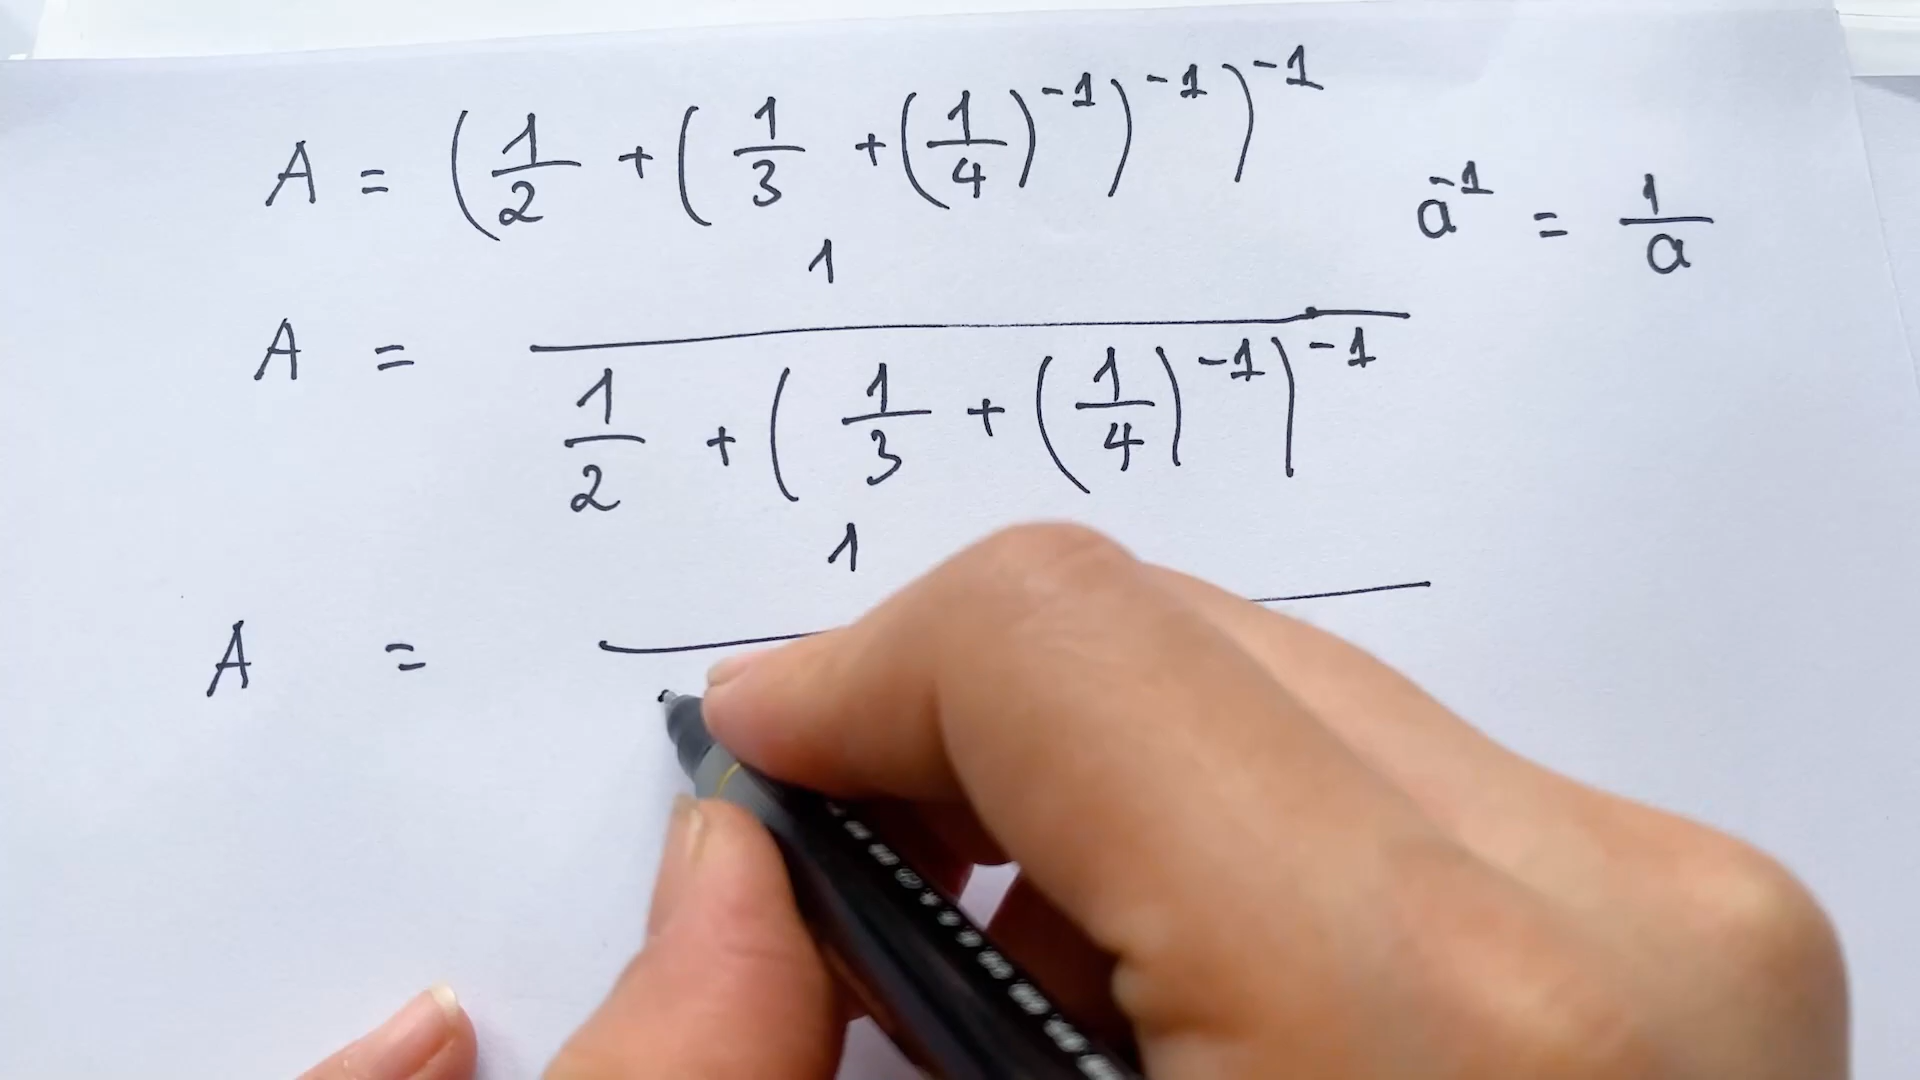 A = (1/2 + (1/3 + (1/4)^-1)^-1)^-1
a^-1 = 1/a
A = 1/(1/2 + (1/3 + (1/4)^-1)^-1)
A = 1